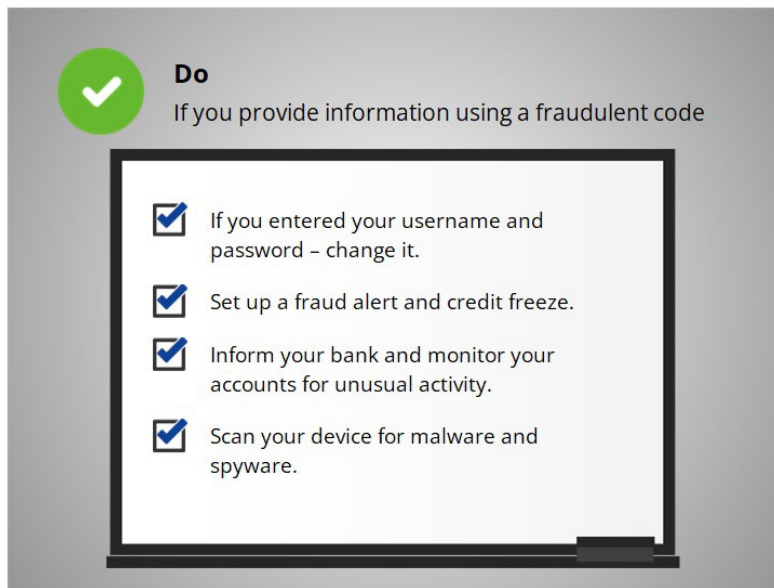 Do
If you provide information using a fraudulent code
If you entered your username and
password – change it.
Set up a fraud alert and credit freeze.
Inform your bank and monitor your
accounts for unusual activity.
Scan your device for malware and
spyware.